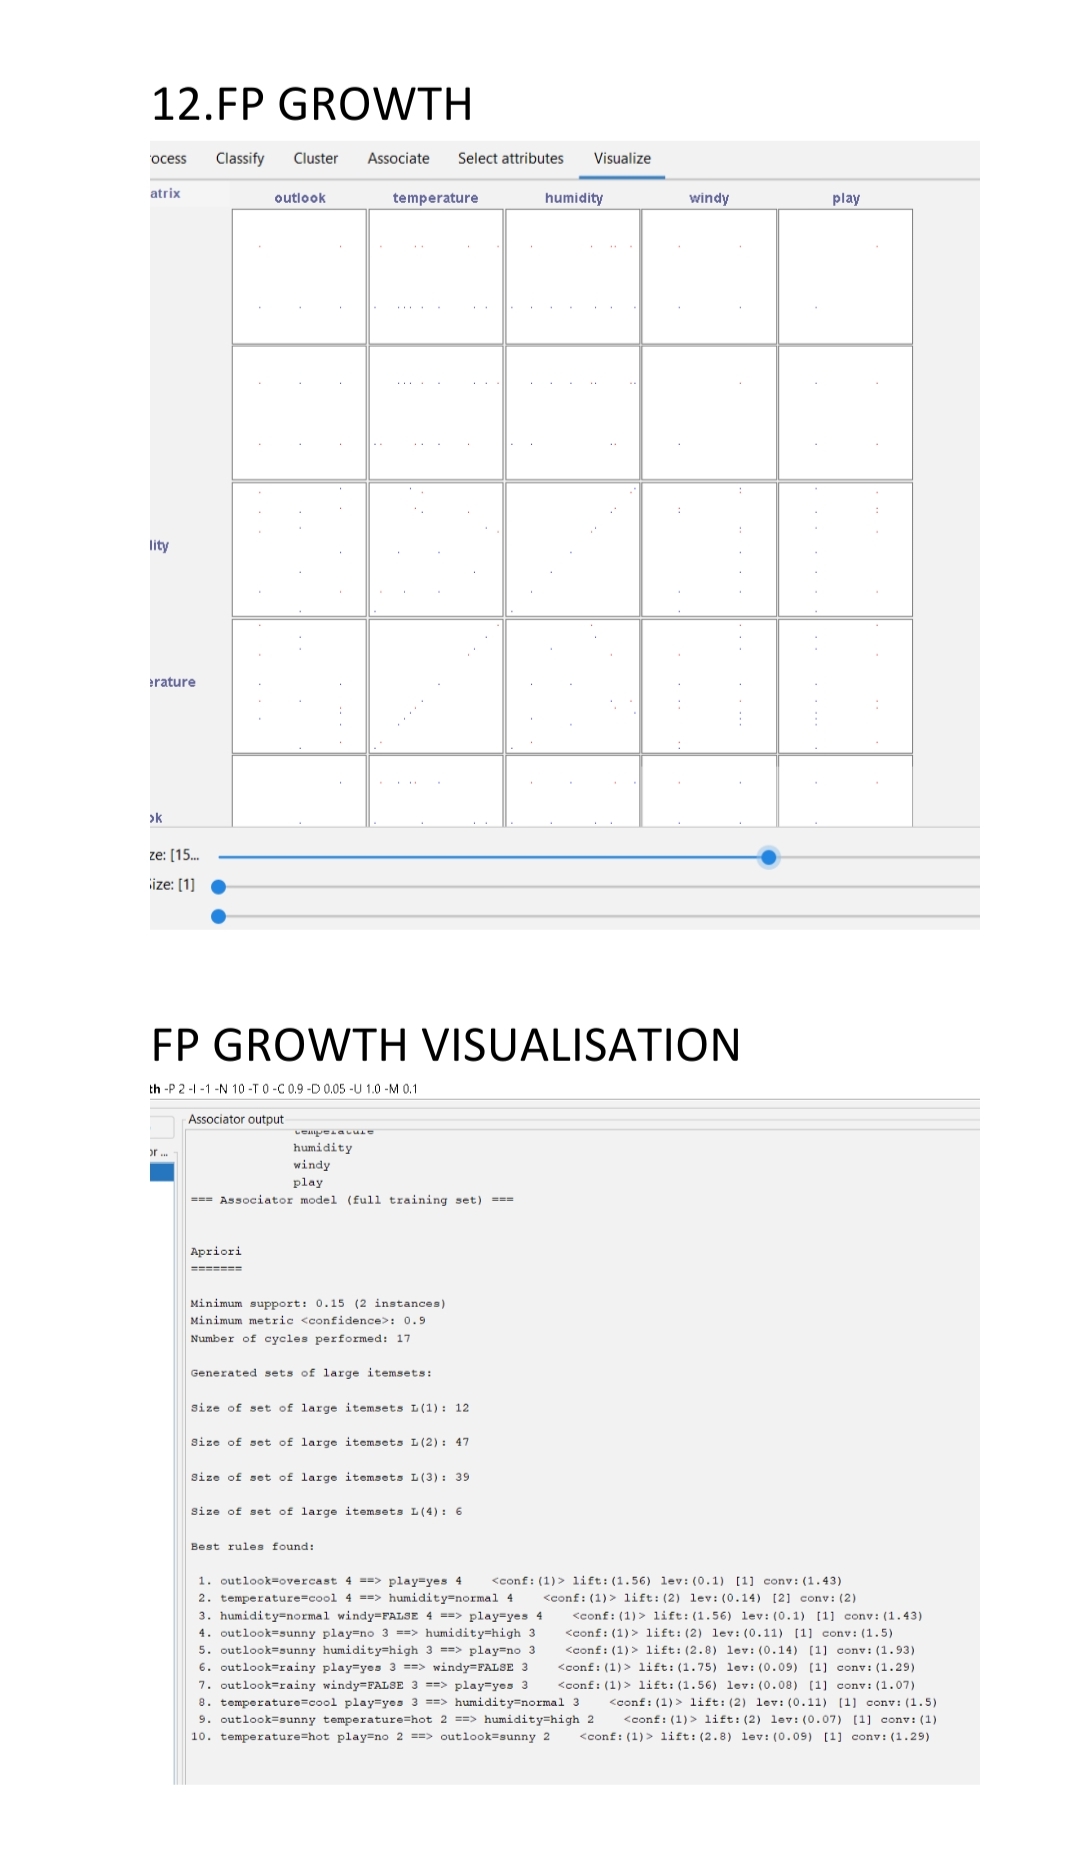 12.FP GROWTH
ocess Classify Cluster Associate Select attributes Visualize
atrix
outlook temperature humidity windy play
lity
erature
ok
ze: [15...
ize: [1]
FP GROWTH VISUALISATION
th -P 2 -I -1 -N 10 -T 0 -C 0.9 -D 0.05 -U 1.0 -M 0.1
Associator output
or ...
temperature
humidity
windy
play
=== Associator model (full training set) ===
Apriori
=======
Minimum support: 0.15 (2 instances)
Minimum metric <confidence>: 0.9
Number of cycles performed: 17
Generated sets of large itemsets:
Size of set of large itemsets L(1): 12
Size of set of large itemsets L(2): 47
Size of set of large itemsets L(3): 39
Size of set of large itemsets L(4): 6
Best rules found:
1. outlook=overcast 4 ==> play=yes 4 <conf:(1)> lift:(1.56) lev:(0.1) [1] conv:(1.43)
2. temperature=cool 4 ==> humidity=normal 4 <conf:(1)> lift:(2) lev:(0.14) [2] conv:(2)
3. humidity=normal windy=FALSE 4 ==> play=yes 4 <conf:(1)> lift:(1.56) lev:(0.1) [1] conv:(1.43)
4. outlook=sunny play=no 3 ==> humidity=high 3 <conf:(1)> lift:(2) lev:(0.11) [1] conv:(1.5)
5. outlook=sunny humidity=high 3 ==> play=no 3 <conf:(1)> lift:(2.8) lev:(0.14) [1] conv:(1.93)
6. outlook=rainy play=yes 3 ==> windy=FALSE 3 <conf:(1)> lift:(1.75) lev:(0.09) [1] conv:(1.29)
7. outlook=rainy windy=FALSE 3 ==> play=yes 3 <conf:(1)> lift:(1.56) lev:(0.08) [1] conv:(1.07)
8. temperature=cool play=yes 3 ==> humidity=normal 3 <conf:(1)> lift:(2) lev:(0.11) [1] conv:(1.5)
9. outlook=sunny temperature=hot 2 ==> humidity=high 2 <conf:(1)> lift:(2) lev:(0.07) [1] conv:(1)
10. temperature=hot play=no 2 ==> outlook=sunny 2 <conf:(1)> lift:(2.8) lev:(0.09) [1] conv:(1.29)